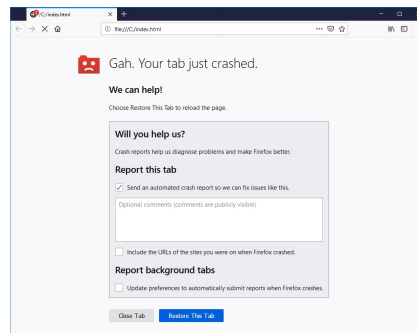 /C:/index.html
file:///C:/index.html
Gah. Your tab just crashed.
We can help!
Choose Restore This Tab to reload the page.
Will you help us?
Crash reports help us diagnose problems and make Firefox better.
Report this tab
Send an automated crash report so we can fix issues like this.
Optional comments (comments are publicly visible)
Include the URLs of the sites you were on when Firefox crashed.
Report background tabs
Update preferences to automatically submit reports when Firefox crashes.
Close Tab
Restore This Tab